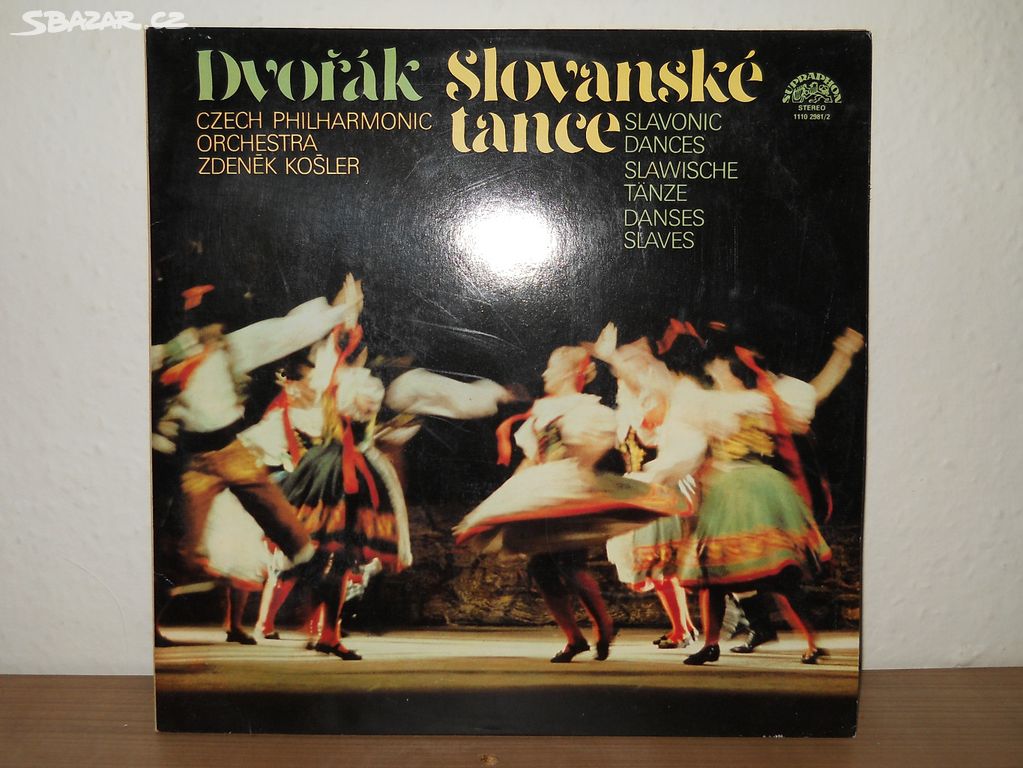 SBAZAR.CZ
Dvořák Slovanské
tance
CZECH PHILHARMONIC
ORCHESTRA
ZDENĚK KOŠLER
SLAVONIC
DANCES
SLAWISCHE
TÄNZE
DANSES
SLAVES
SUPRAPHON
STEREO
1110 2981/2